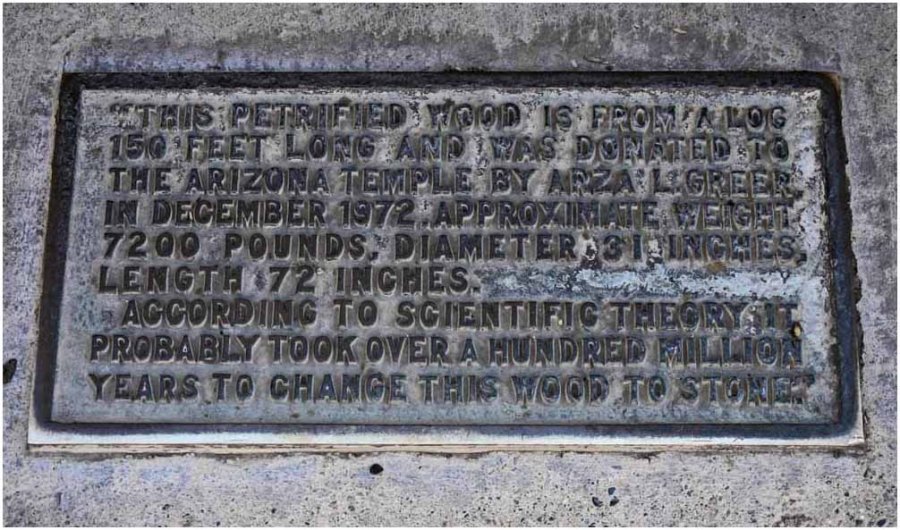 "THIS PETRIFIED WOOD IS FROM A LOG
150 FEET LONG AND WAS DONATED TO
THE ARIZONA TEMPLE BY ARZA L. GREER
IN DECEMBER 1972. APPROXIMATE WEIGHT
7200 POUNDS, DIAMETER 31 INCHES,
LENGTH 72 INCHES.
ACCORDING TO SCIENTIFIC THEORY IT
PROBABLY TOOK OVER A HUNDRED MILLION
YEARS TO CHANGE THIS WOOD TO STONE."